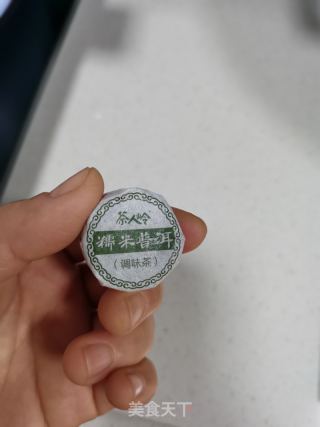 茶人岭
糯米普洱
（调味茶）
美食天下